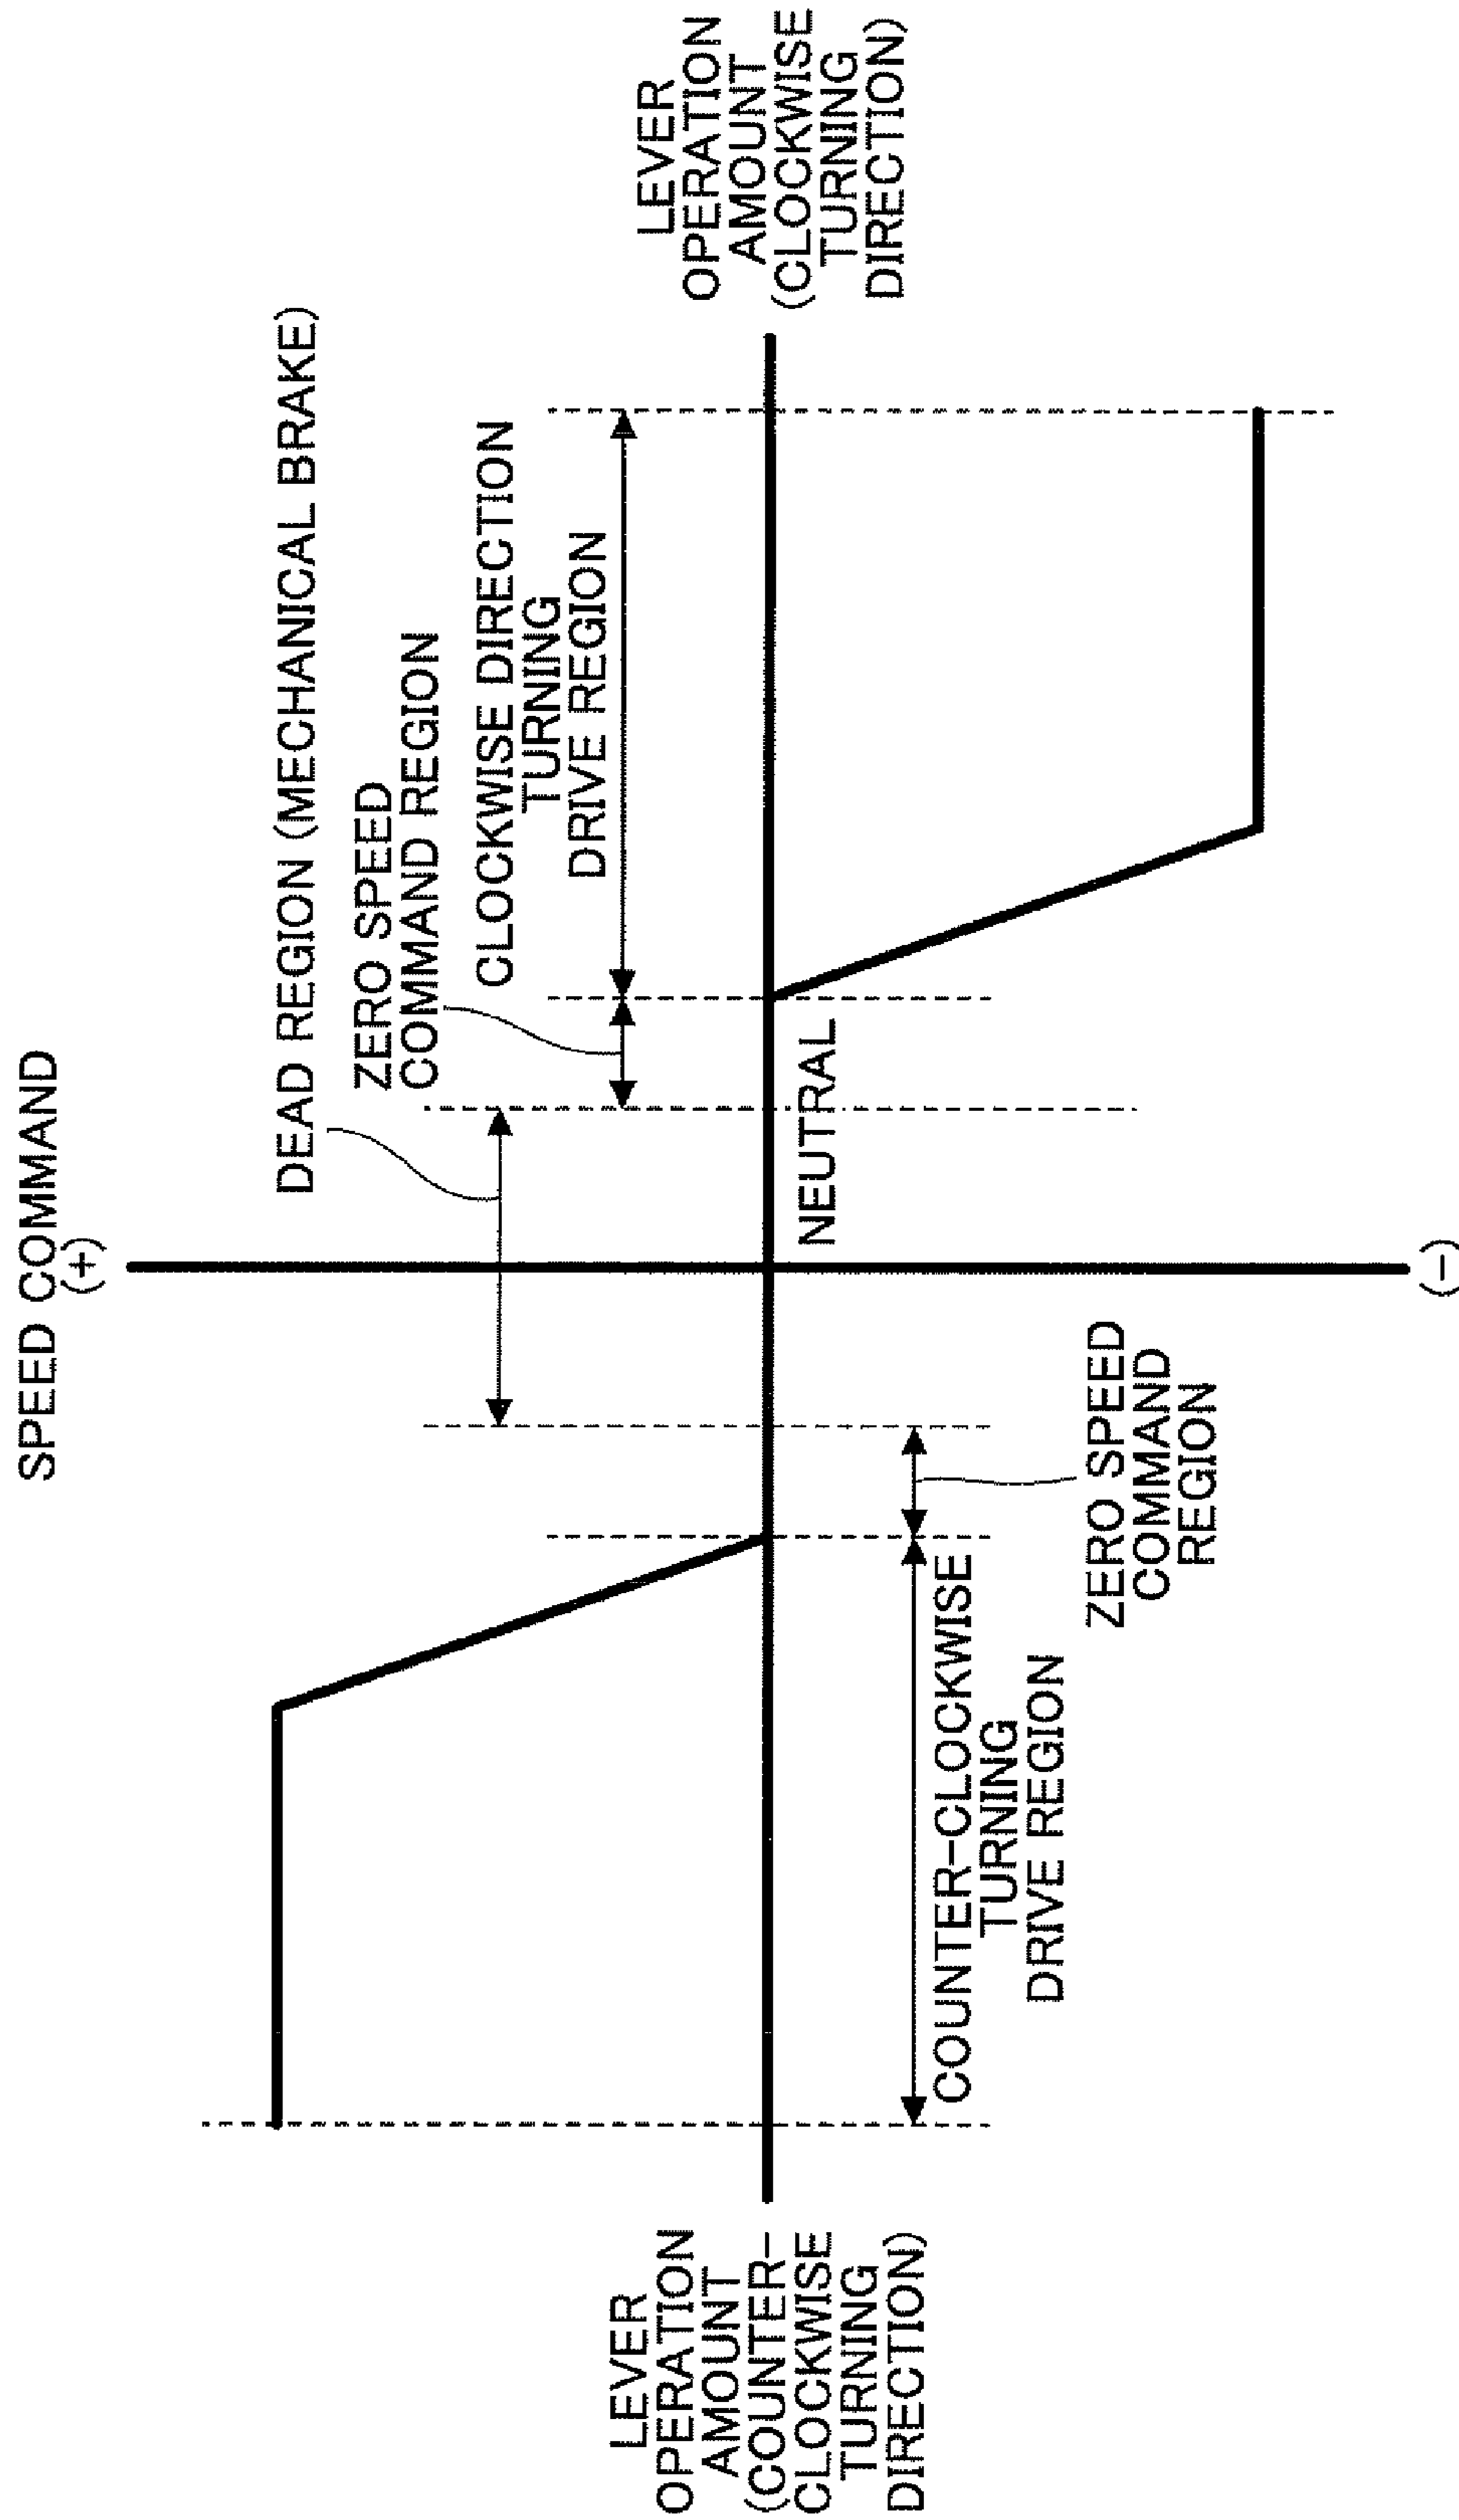 SPEED COMMAND
(+)
DEAD REGION (MECHANICAL BRAKE)
ZERO SPEED
COMMAND REGION
CLOCKWISE DIRECTION
TURNING
DRIVE REGION
LEVER
OPERATION
AMOUNT
(COUNTER-
CLOCKWISE
TURNING
DIRECTION)
NEUTRAL
LEVER
OPERATION
AMOUNT
(CLOCKWISE
TURNING
DIRECTION)
COUNTER-CLOCKWISE
TURNING
DRIVE REGION
ZERO SPEED
COMMAND
REGION
(-)